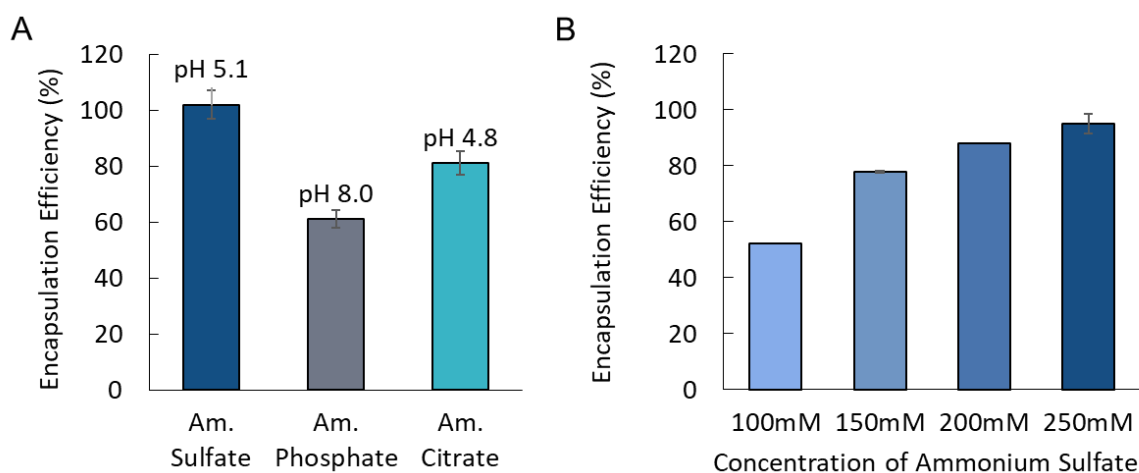 A
Encapsulation Efficiency (%)
120
100
80
60
40
20
0
pH 5.1
pH 8.0
pH 4.8
Am.
Sulfate
Am.
Phosphate
Am.
Citrate
B
Encapsulation Efficiency (%)
120
100
80
60
40
20
0
100mM 150mM 200mM 250mM
Concentration of Ammonium Sulfate